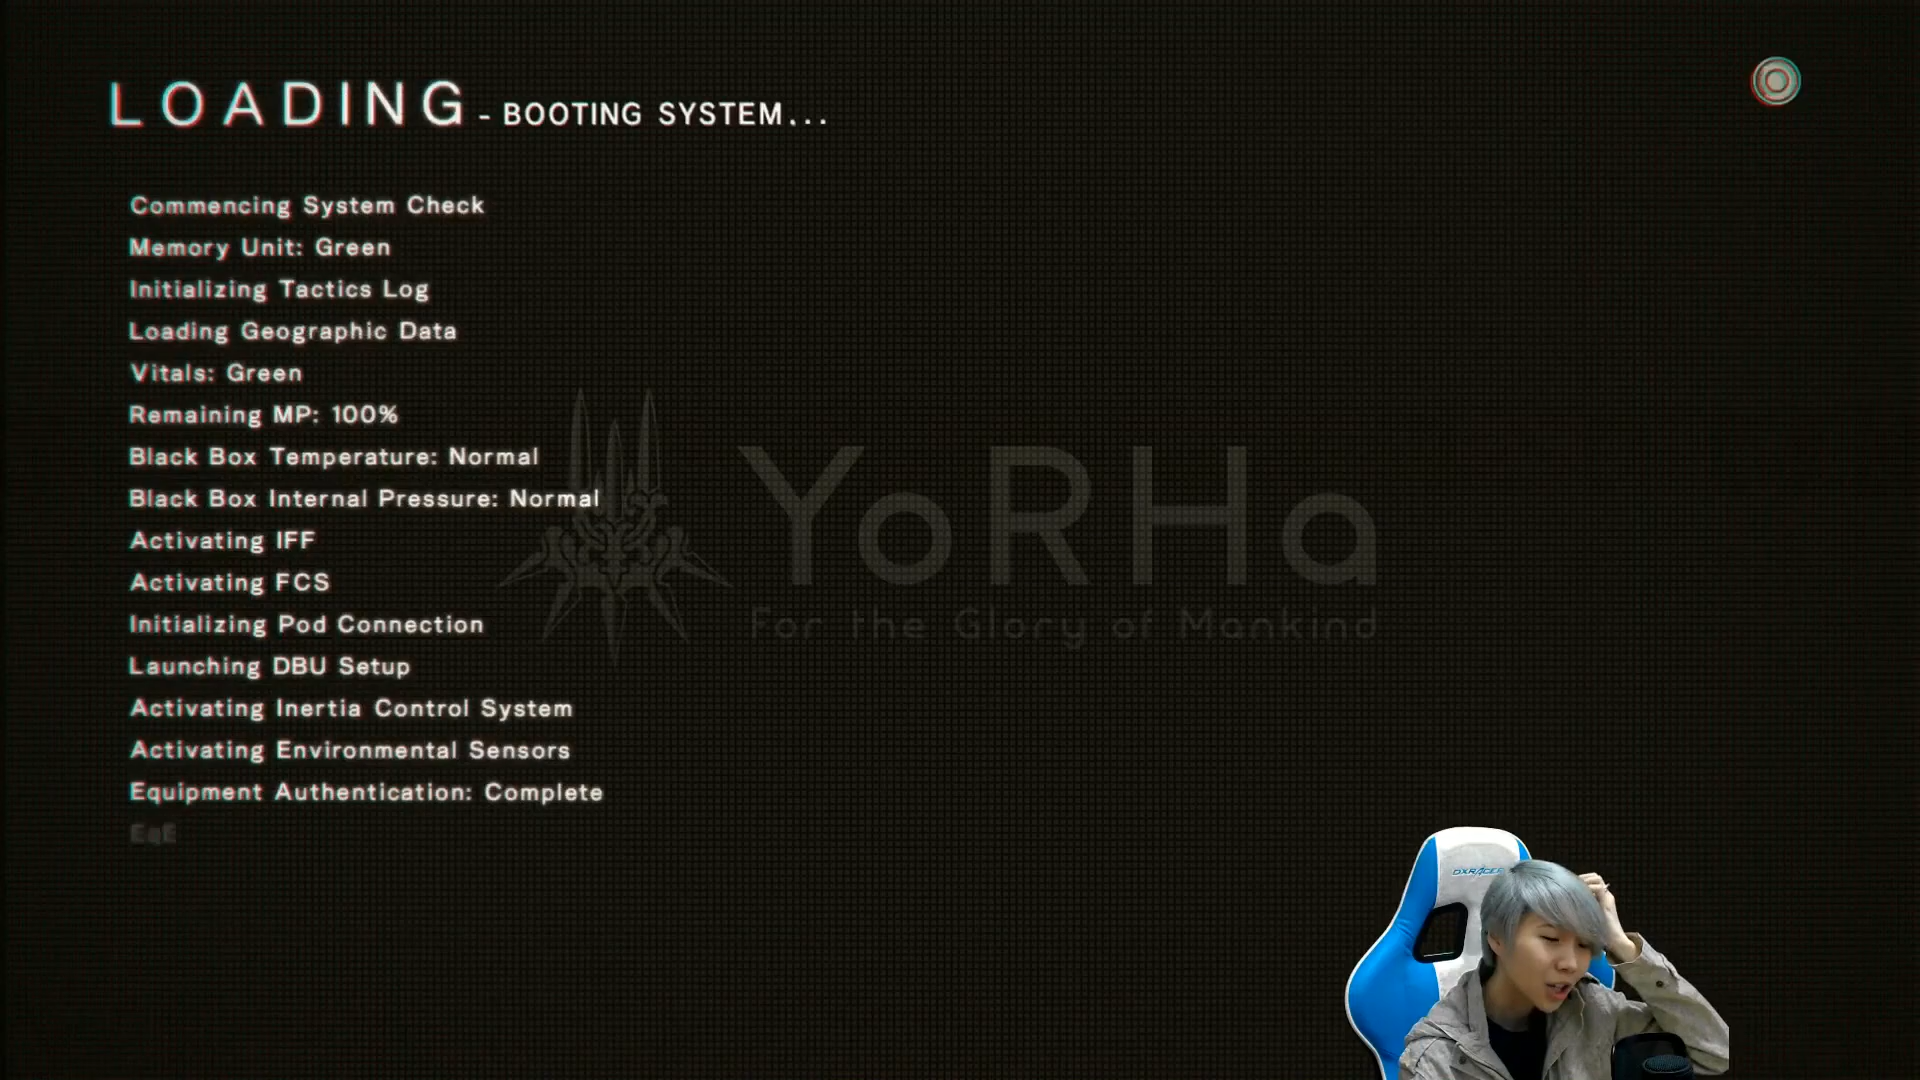 LOADING - BOOTING SYSTEM...
Commencing System Check
Memory Unit: Green
Initializing Tactics Log
Loading Geographic Data
Vitals: Green
Remaining MP: 100%
Black Box Temperature: Normal
Black Box Internal Pressure: Normal
Activating IFF
Activating FCS
Initializing Pod Connection
Launching DBU Setup
Activating Inertia Control System
Activating Environmental Sensors
Equipment Authentication: Complete
EqE
YoRHa
For the Glory of Mankind
DXRACER